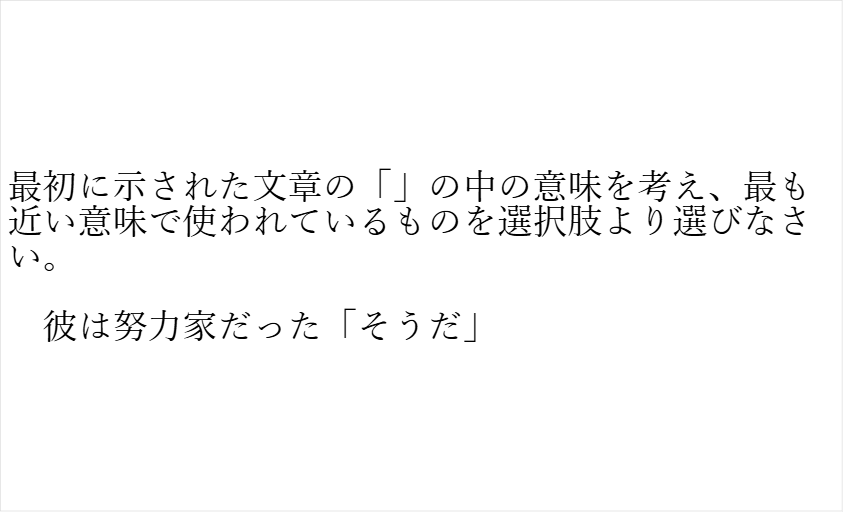 最初に示された文章の「」の中の意味を考え、最も
近い意味で使われているものを選択肢より選びなさ
い。
　彼は努力家だった「そうだ」